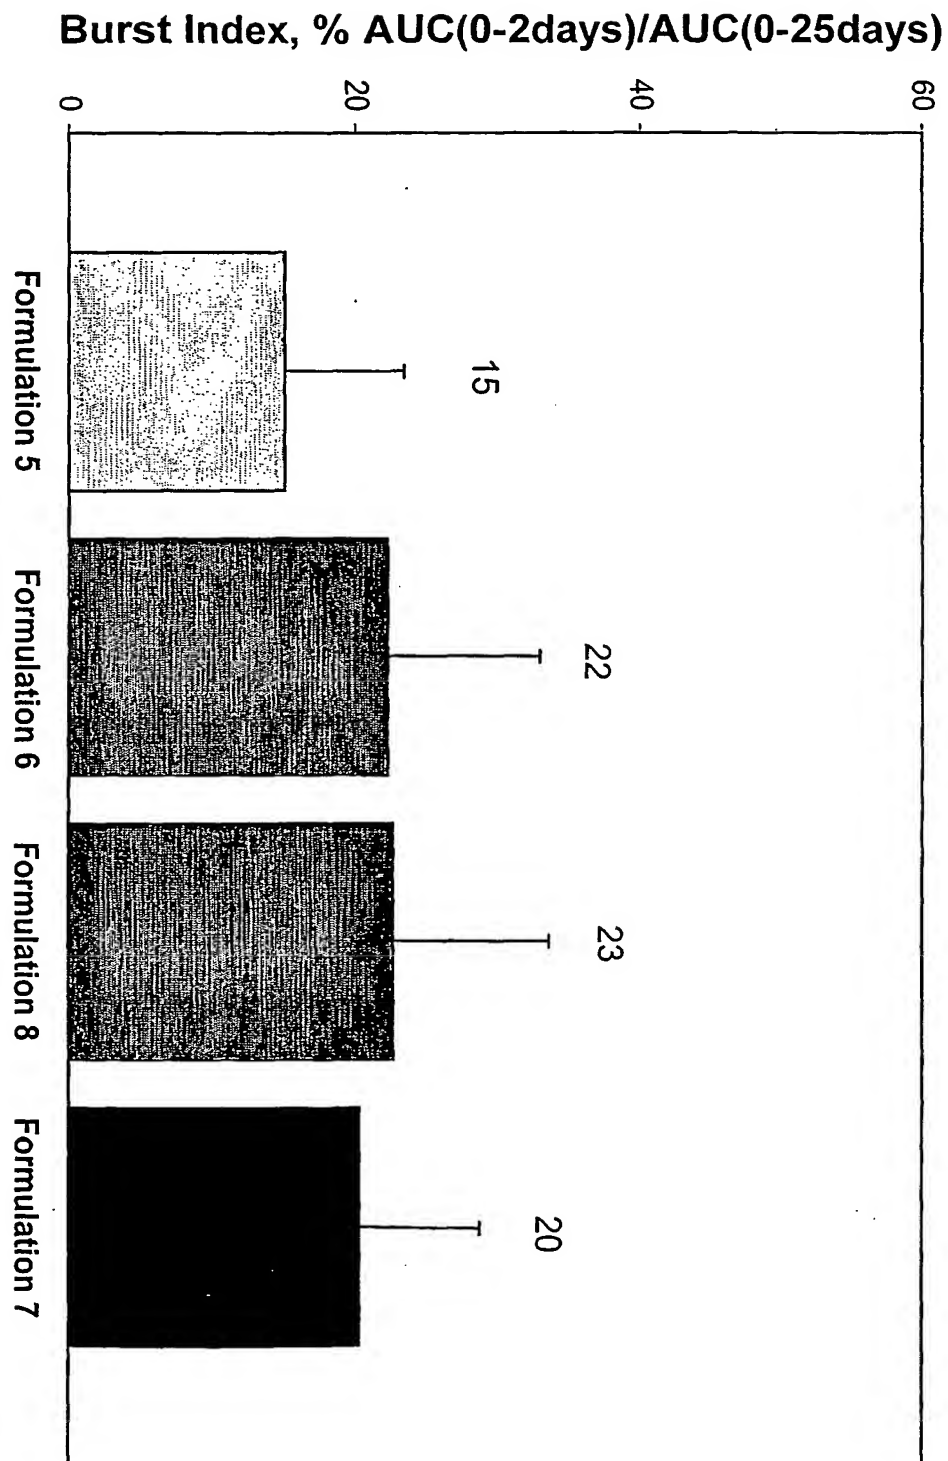 Burst Index, % AUC(0-2days)/AUC(0-25days)
60
40
20
0
15
22
23
20
Formulation 5
Formulation 6
Formulation 8
Formulation 7